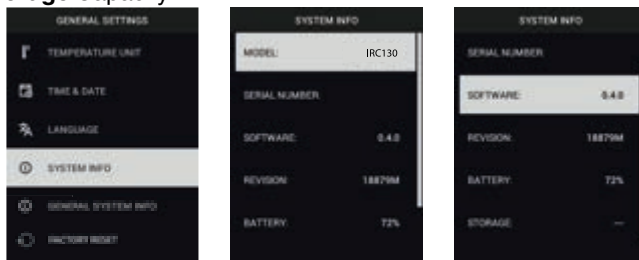 GENERAL SETTINGS
TEMPERATURE UNIT
TIME & DATE
LANGUAGE
SYSTEM INFO
GENERAL SYSTEM INFO
FACTORY RESET
SYSTEM INFO
MODEL: IRC130
SERIAL NUMBER:
SOFTWARE: 0.4.0
REVISION: 18879M
BATTERY: 72%
SYSTEM INFO
SERIAL NUMBER:
SOFTWARE: 0.4.0
REVISION: 18879M
BATTERY: 72%
STORAGE: ---